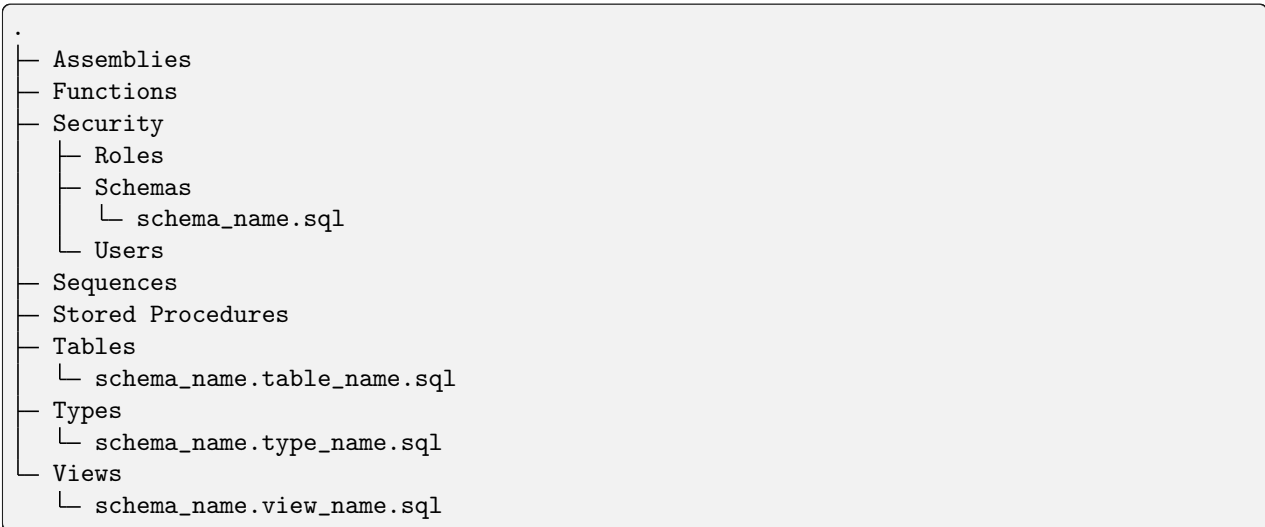 .
├─ Assemblies
├─ Functions
├─ Security
│  ├─ Roles
│  ├─ Schemas
│  │  └─ schema_name.sql
│  └─ Users
├─ Sequences
├─ Stored Procedures
├─ Tables
│  └─ schema_name.table_name.sql
├─ Types
│  └─ schema_name.type_name.sql
└─ Views
   └─ schema_name.view_name.sql